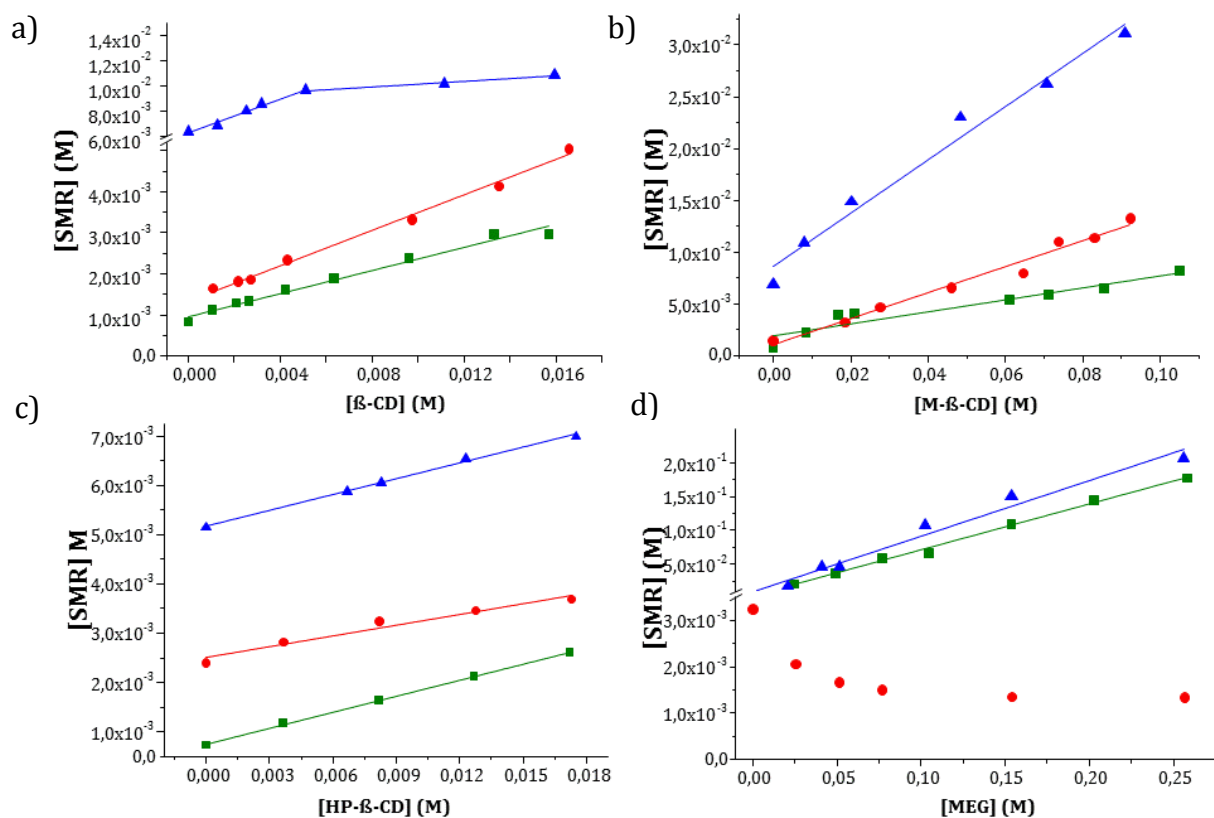 a)
[SMR] (M)
1,4x10⁻²
1,2x10⁻²
1,0x10⁻²
8,0x10⁻³
6,0x10⁻³
4,0x10⁻³
3,0x10⁻³
2,0x10⁻³
1,0x10⁻³
0,0
0,000 0,004 0,008 0,012 0,016
[ß-CD] (M)
b)
[SMR] (M)
3,0x10⁻²
2,5x10⁻²
2,0x10⁻²
1,5x10⁻²
1,0x10⁻²
5,0x10⁻³
0,0
0,00 0,02 0,04 0,06 0,08 0,10
[M-ß-CD] (M)
c)
[SMR] M
7,0x10⁻³
6,0x10⁻³
5,0x10⁻³
4,0x10⁻³
3,0x10⁻³
2,0x10⁻³
1,0x10⁻³
0,0
0,000 0,003 0,006 0,009 0,012 0,015 0,018
[HP-ß-CD] (M)
d)
[SMR] (M)
2,0x10⁻¹
1,5x10⁻¹
1,0x10⁻¹
5,0x10⁻²
3,0x10⁻³
2,0x10⁻³
1,0x10⁻³
0,0
0,00 0,05 0,10 0,15 0,20 0,25
[MEG] (M)